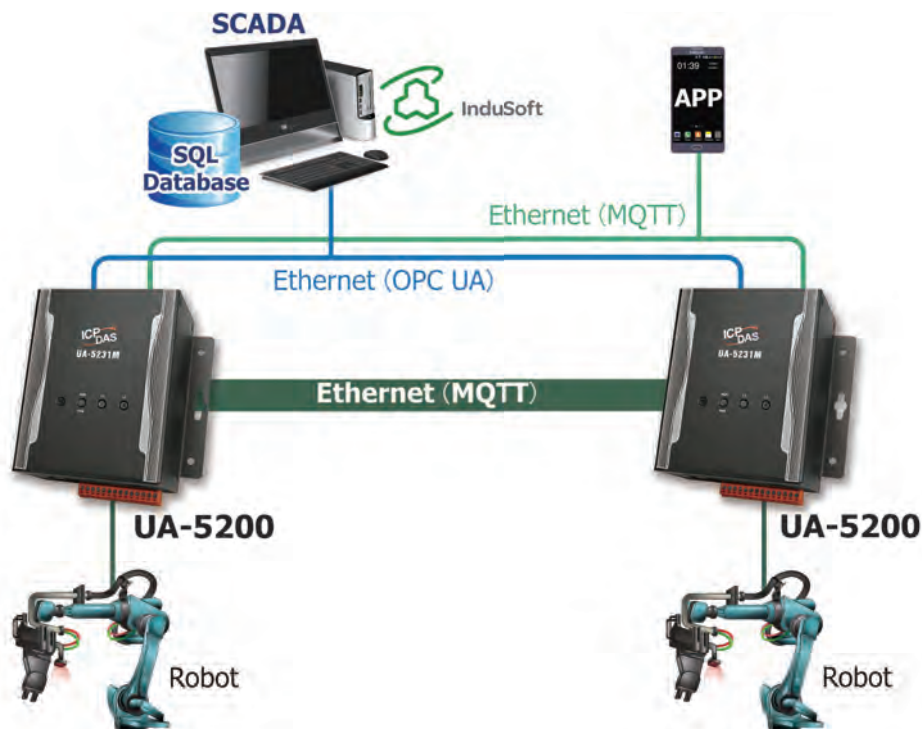 SCADA
InduSoft
SQL
Database
01:39
APP
Ethernet (MQTT)
Ethernet (OPC UA)
ICP
DAS
UA-5231M
ICP
DAS
UA-5231M
Ethernet (MQTT)
UA-5200
UA-5200
Robot
Robot